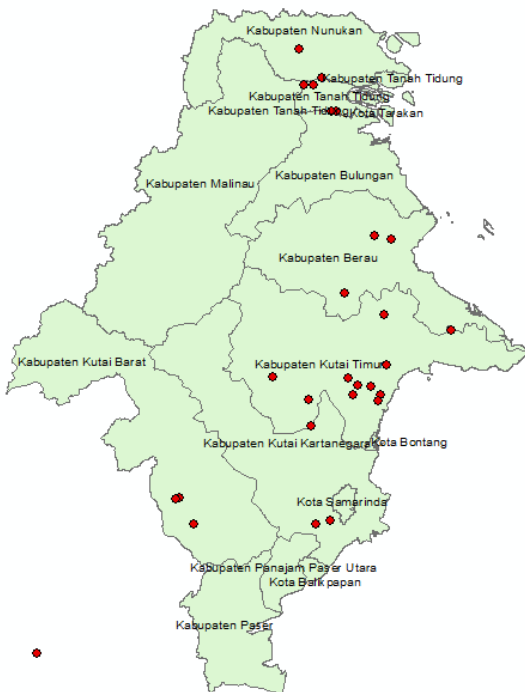 Kabupaten Nunukan
Kabupaten Tanah Tidung
Kabupaten Tanah Tidung
Kabupaten Tanah Tidung
Kota Tarakan
Kabupaten Bulungan
Kabupaten Malinau
Kabupaten Berau
Kabupaten Kutai Barat
Kabupaten Kutai Timur
Kabupaten Kutai Kartanegara
Kota Bontang
Kota Samarinda
Kabupaten Panajam Paser Utara
Kota Balikpapan
Kabupaten Paser